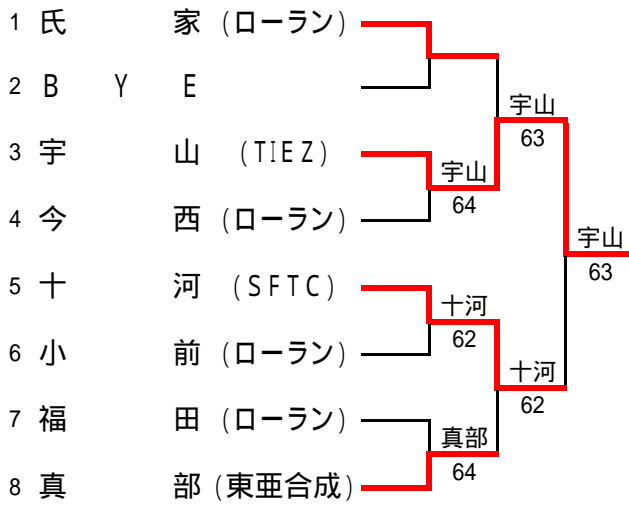 1 氏 家 (ローラン)
2 B Y E
3 宇 山 (TIEZ)
4 今 西 (ローラン)
5 十 河 (SFTC)
6 小 前 (ローラン)
7 福 田 (ローラン)
8 真 部 (東亜合成)
宇山
64
十河
62
真部
64
宇山
63
十河
62
宇山
63